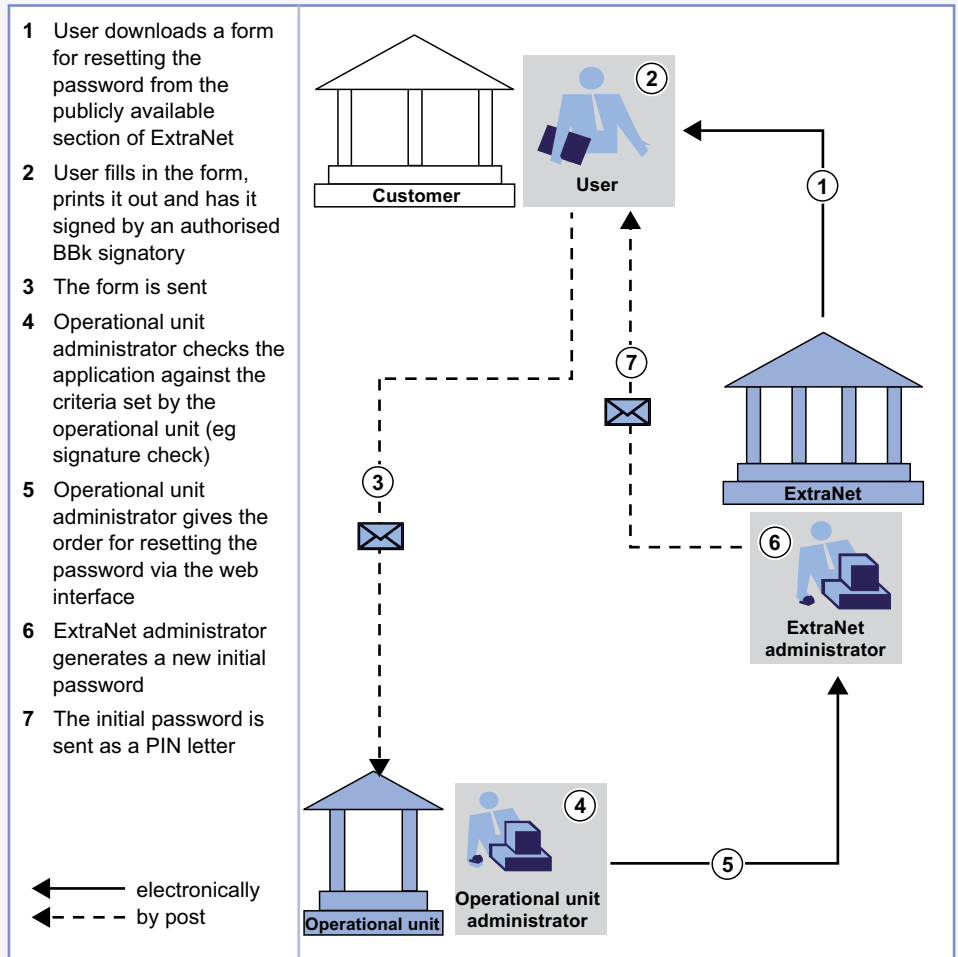 1 User downloads a form
for resetting the
password from the
publicly available
section of ExtraNet
2 User fills in the form,
prints it out and has it
signed by an authorised
BBk signatory
3 The form is sent
4 Operational unit
administrator checks the
application against the
criteria set by the
operational unit (eg
signature check)
5 Operational unit
administrator gives the
order for resetting the
password via the web
interface
6 ExtraNet administrator
generates a new initial
password
7 The initial password is
sent as a PIN letter
electronically
by post
Customer
2
User
1
7
3
ExtraNet
6
ExtraNet
administrator
4
5
Operational unit
Operational unit
administrator